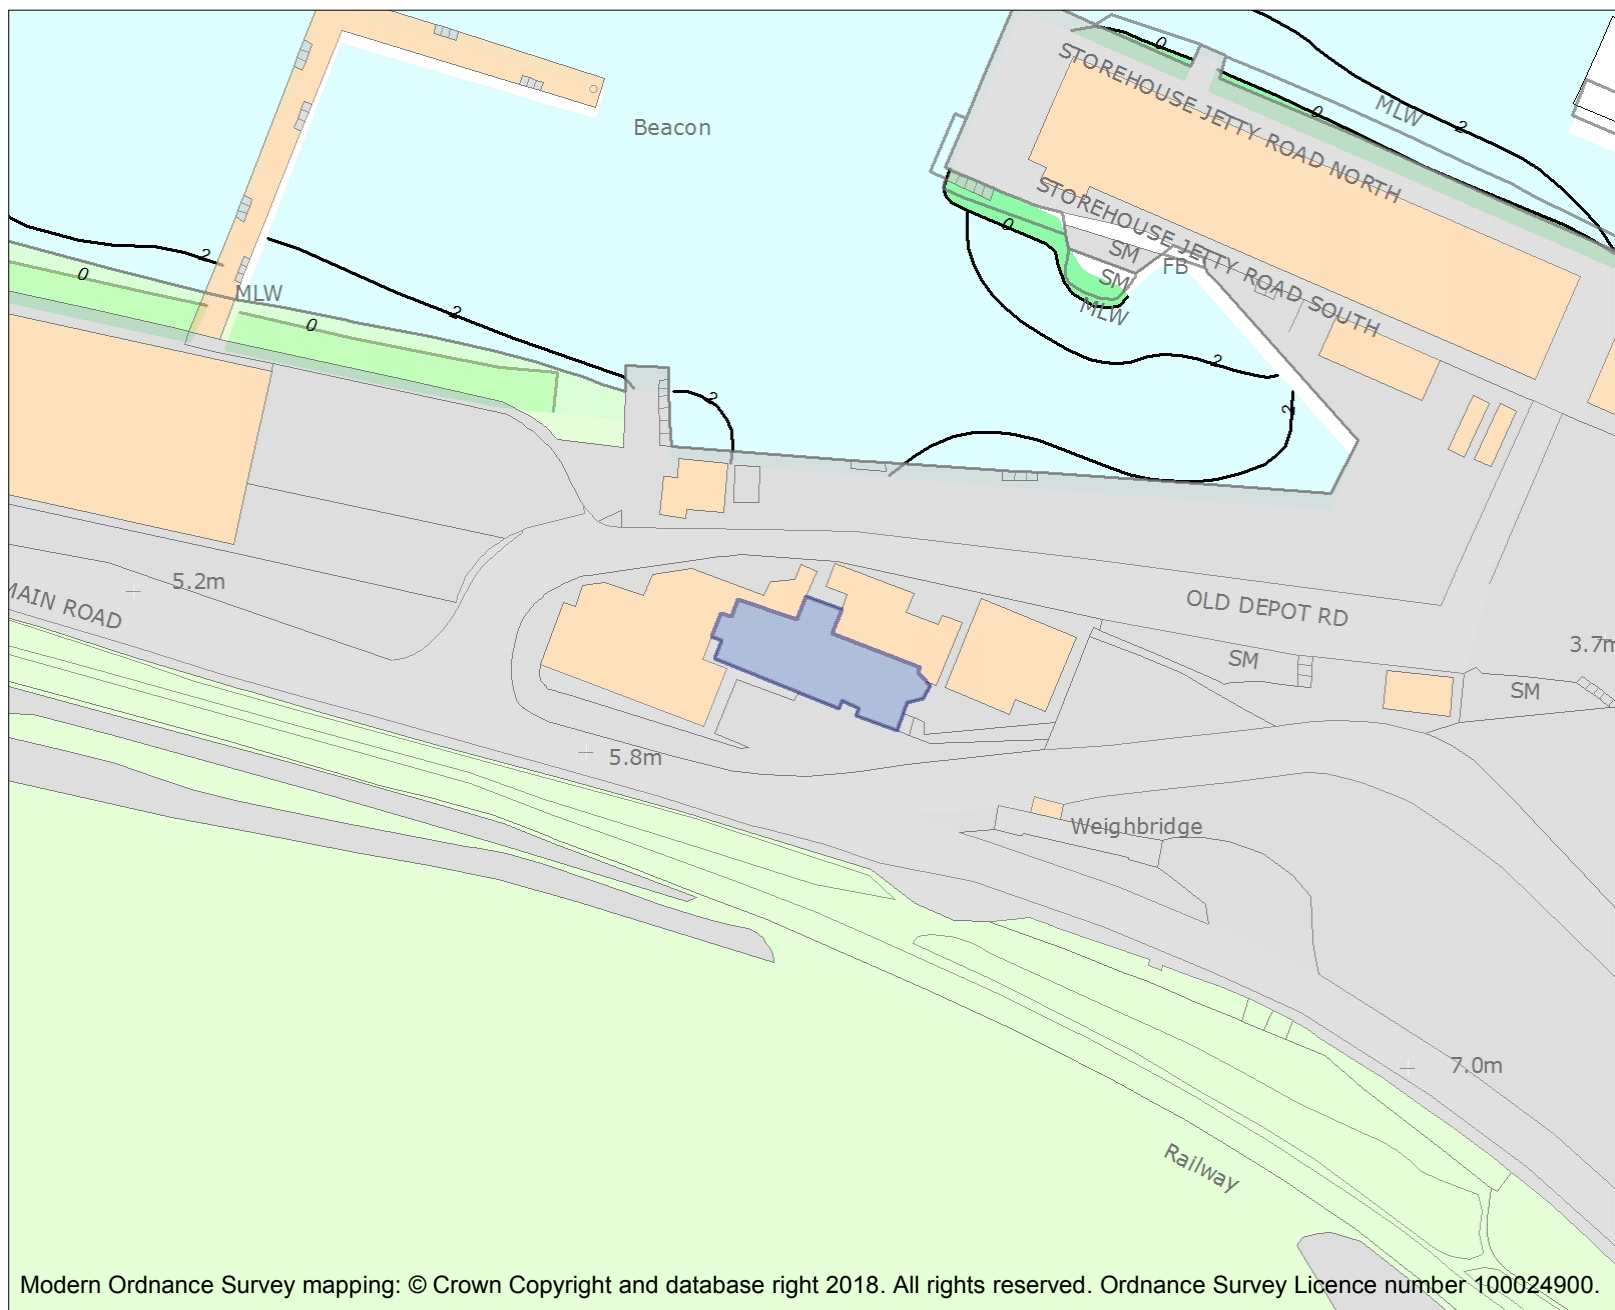 0
STOREHOUSE JETTY ROAD NORTH
MLW
2
0
Beacon
STOREHOUSE JETTY ROAD SOUTH
0
SM
FB
SM
MLW
2
0
MLW
2
0
2
2
2
2
5.2m
MAIN ROAD
OLD DEPOT RD
3.7m
SM
SM
5.8m
Weighbridge
7.0m
Railway
Modern Ordnance Survey mapping: © Crown Copyright and database right 2018. All rights reserved. Ordnance Survey Licence number 100024900.